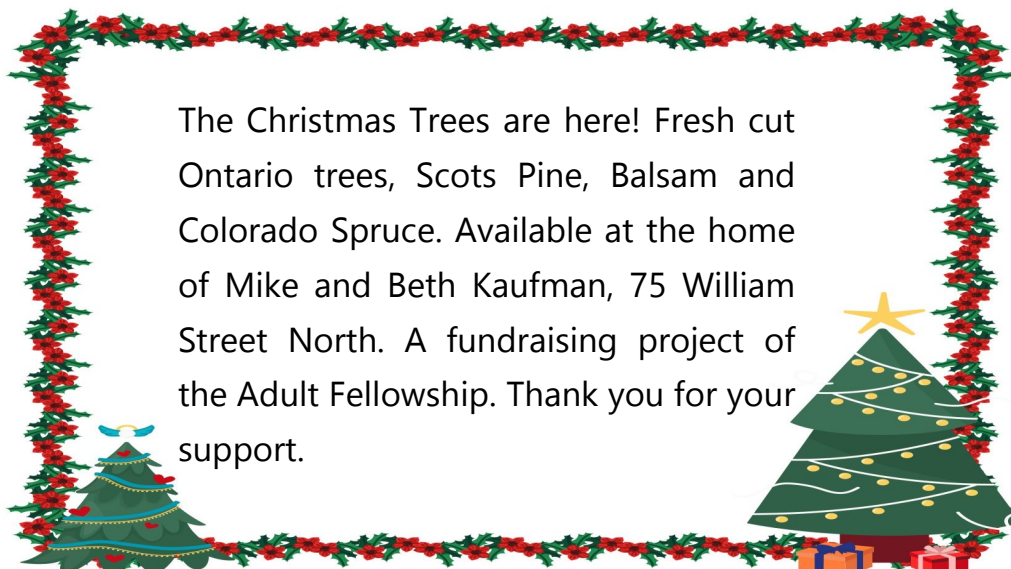 The Christmas Trees are here! Fresh cut
Ontario trees, Scots Pine, Balsam and
Colorado Spruce. Available at the home
of Mike and Beth Kaufman, 75 William
Street North. A fundraising project of
the Adult Fellowship. Thank you for your
support.